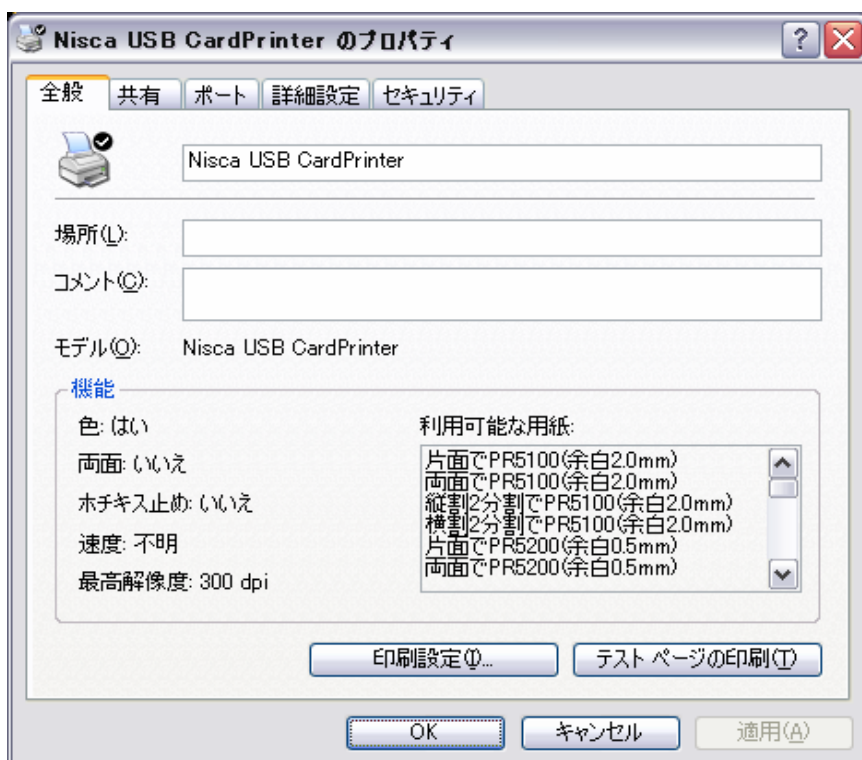 Nisca USB CardPrinter のプロパティ
全般 共有 ポート 詳細設定 セキュリティ
Nisca USB CardPrinter
場所(L):
コメント(C):
モデル(O): Nisca USB CardPrinter
機能
色: はい
両面: いいえ
ホチキス止め: いいえ
速度: 不明
最高解像度: 300 dpi
利用可能な用紙:
片面でPR5100(余白2.0mm)
両面でPR5100(余白2.0mm)
縦割2分割でPR5100(余白2.0mm)
横割2分割でPR5100(余白2.0mm)
片面でPR5200(余白0.5mm)
両面でPR5200(余白0.5mm)
印刷設定(I)... テスト ページの印刷(T)
OK キャンセル 適用(A)